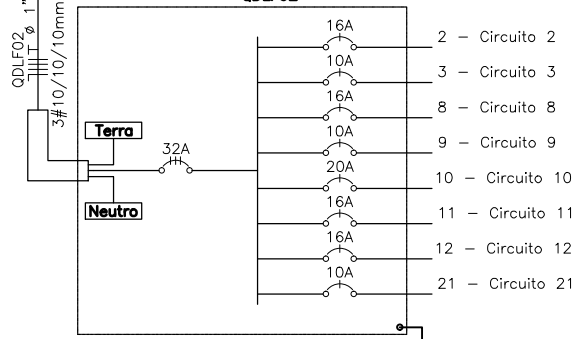 QDLF02
QDLF02
T ø 1"
3#10/10/10mm
Terra
Neutro
32A
16A
2 - Circuito 2
10A
3 - Circuito 3
16A
8 - Circuito 8
10A
9 - Circuito 9
20A
10 - Circuito 10
16A
11 - Circuito 11
16A
12 - Circuito 12
10A
21 - Circuito 21